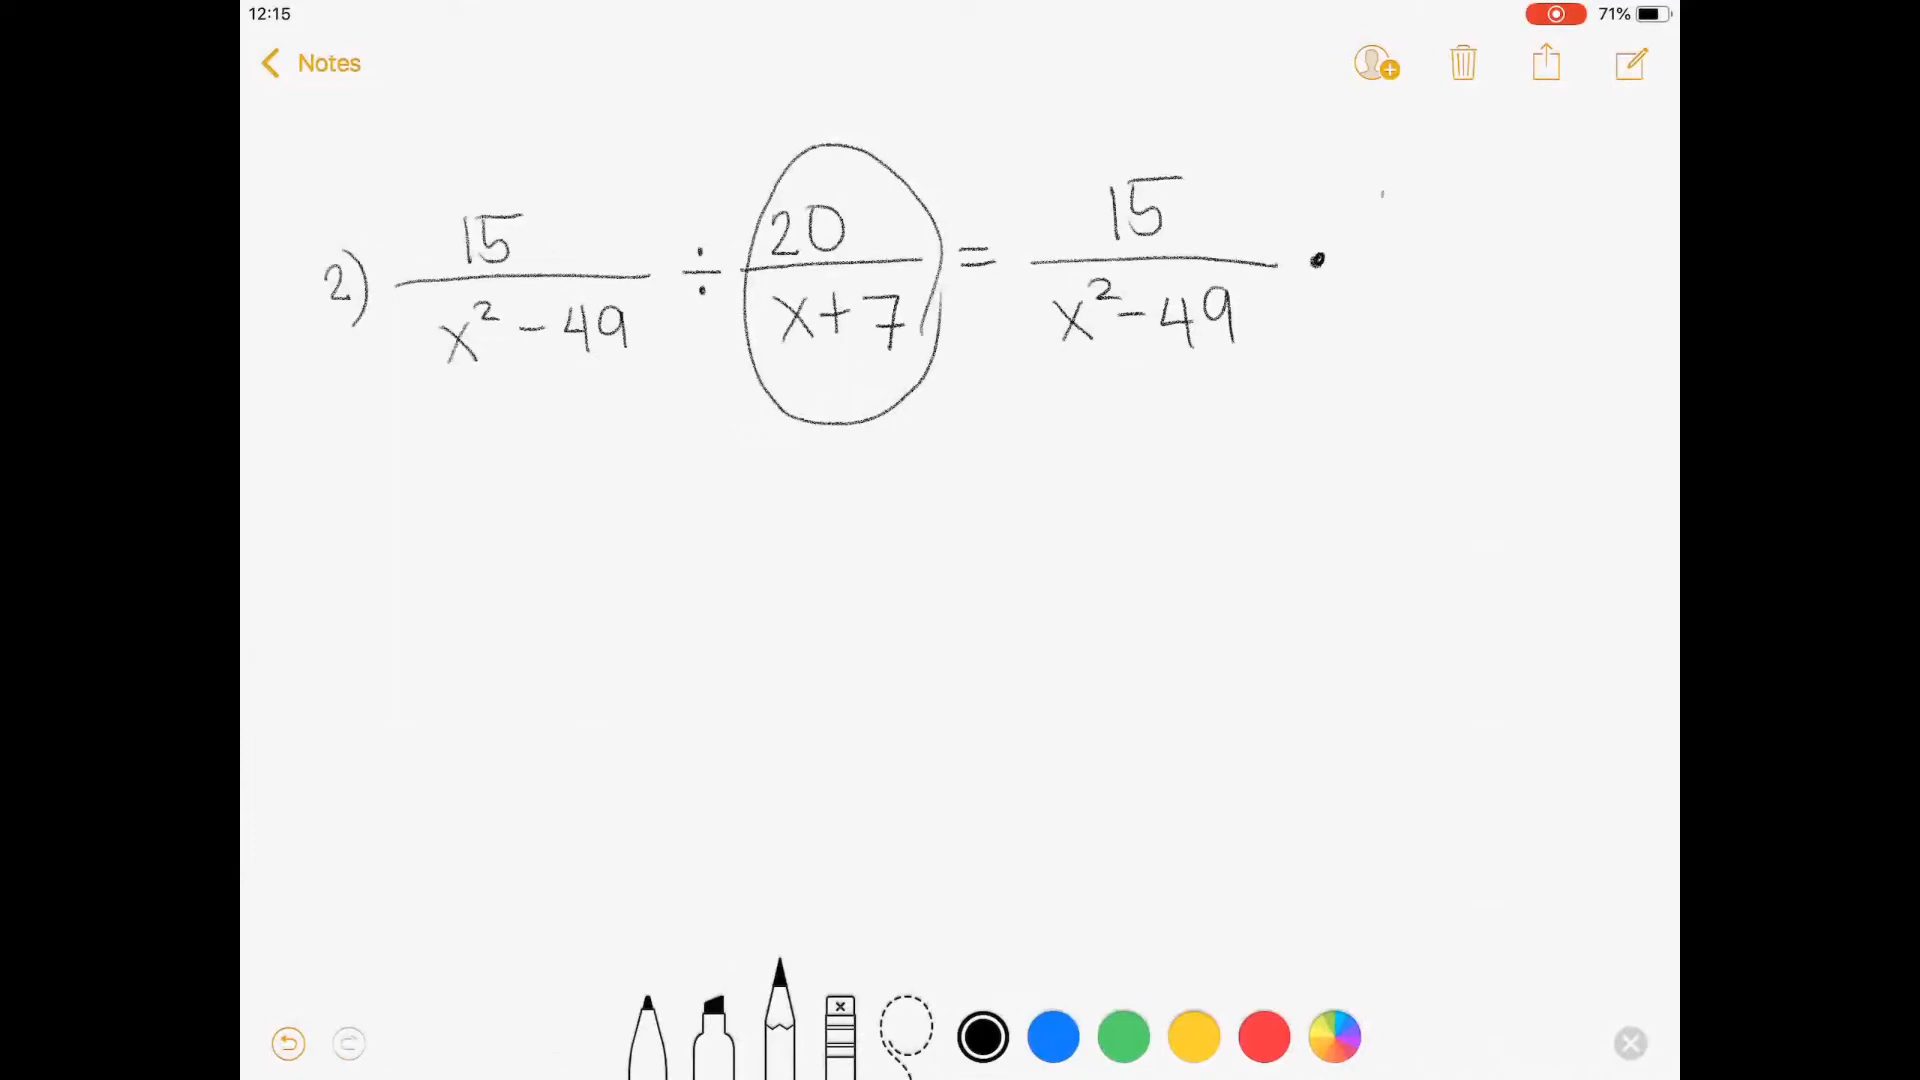 12:15
71%
Notes
2) 15/(x² - 49) ÷ 20/(x + 7) = 15/(x² - 49) •